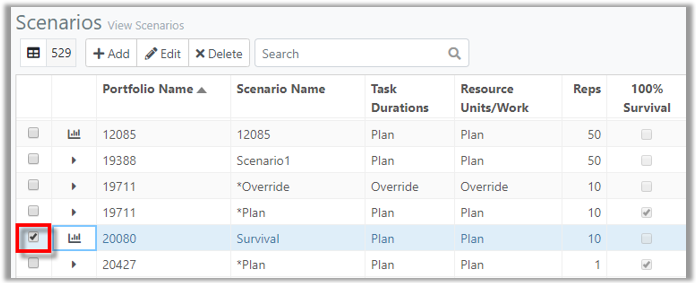 Scenarios View Scenarios
529 Add Edit Delete Search
Portfolio Name Scenario Name Task Durations Resource Units/Work Reps 100% Survival
12085 12085 Plan Plan 50
19388 Scenario1 Plan Plan 50
19711 *Override Override Override 10
19711 *Plan Plan Plan 10
20080 Survival Plan Plan 10
20427 *Plan Plan Plan 1